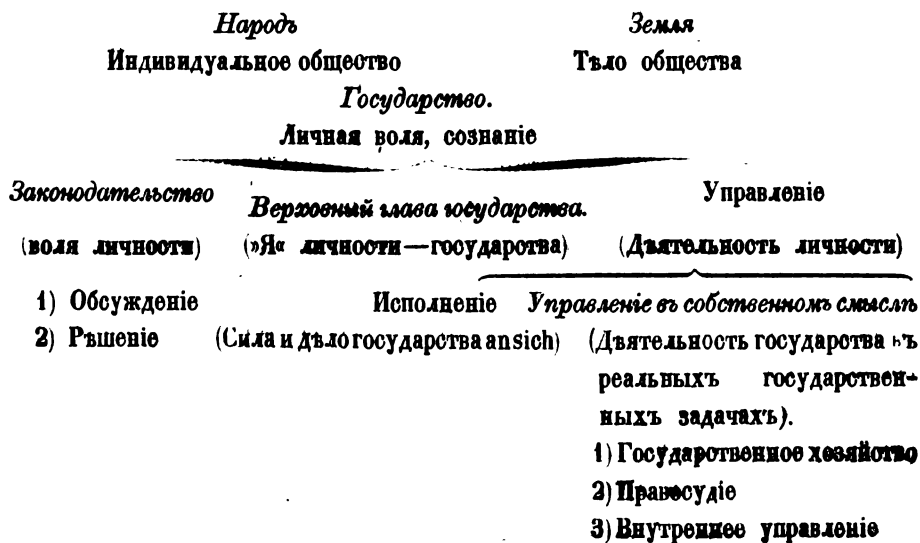 Народъ Земля
Индивидуальное общество Тѣло общества
Государство.
Личная воля, сознаніе
Законодательство Верховный глава государства. Управленіе
(воля личности) (»Я« личности—государства) (Дѣятельность личности)
1) Обсужденіе Исполненіе Управленіе въ собственномъ смыслѣ
2) Рѣшеніе (Сила и дѣло государства an sich) (Дѣятельность государства въ
реальныхъ государствен-
ныхъ задачахъ).
1) Государственное хозяйство
2) Правосудіе
3) Внутреннее управленіе